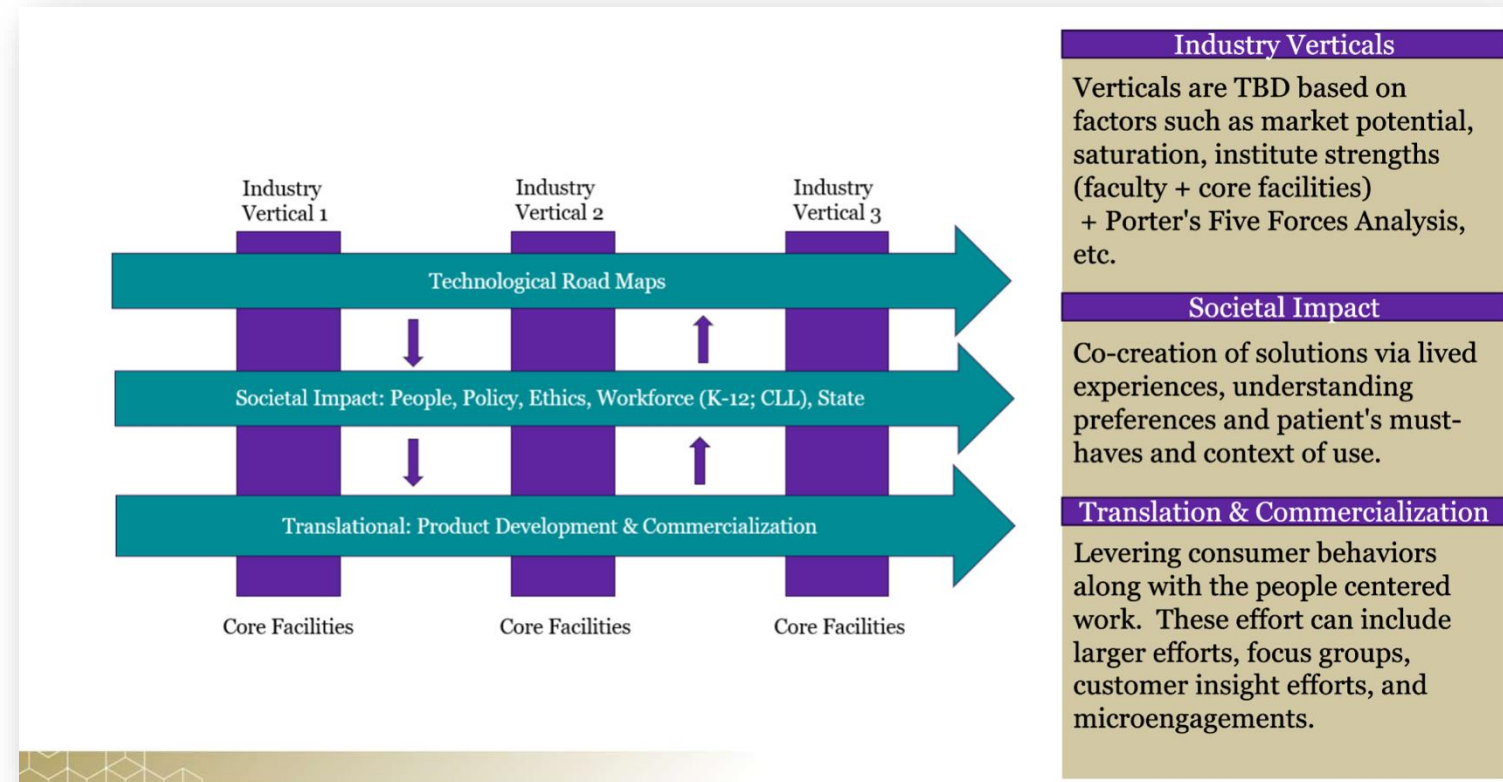 Industry
Vertical 1
Industry
Vertical 2
Industry
Vertical 3
Technological Road Maps
Societal Impact: People, Policy, Ethics, Workforce (K-12; CLL), State
Translational: Product Development & Commercialization
Core Facilities
Core Facilities
Core Facilities
Industry Verticals
Verticals are TBD based on
factors such as market potential,
saturation, institute strengths
(faculty + core facilities)
+ Porter's Five Forces Analysis,
etc.
Societal Impact
Co-creation of solutions via lived
experiences, understanding
preferences and patient's must-
haves and context of use.
Translation & Commercialization
Levering consumer behaviors
along with the people centered
work.  These effort can include
larger efforts, focus groups,
customer insight efforts, and
microengagements.